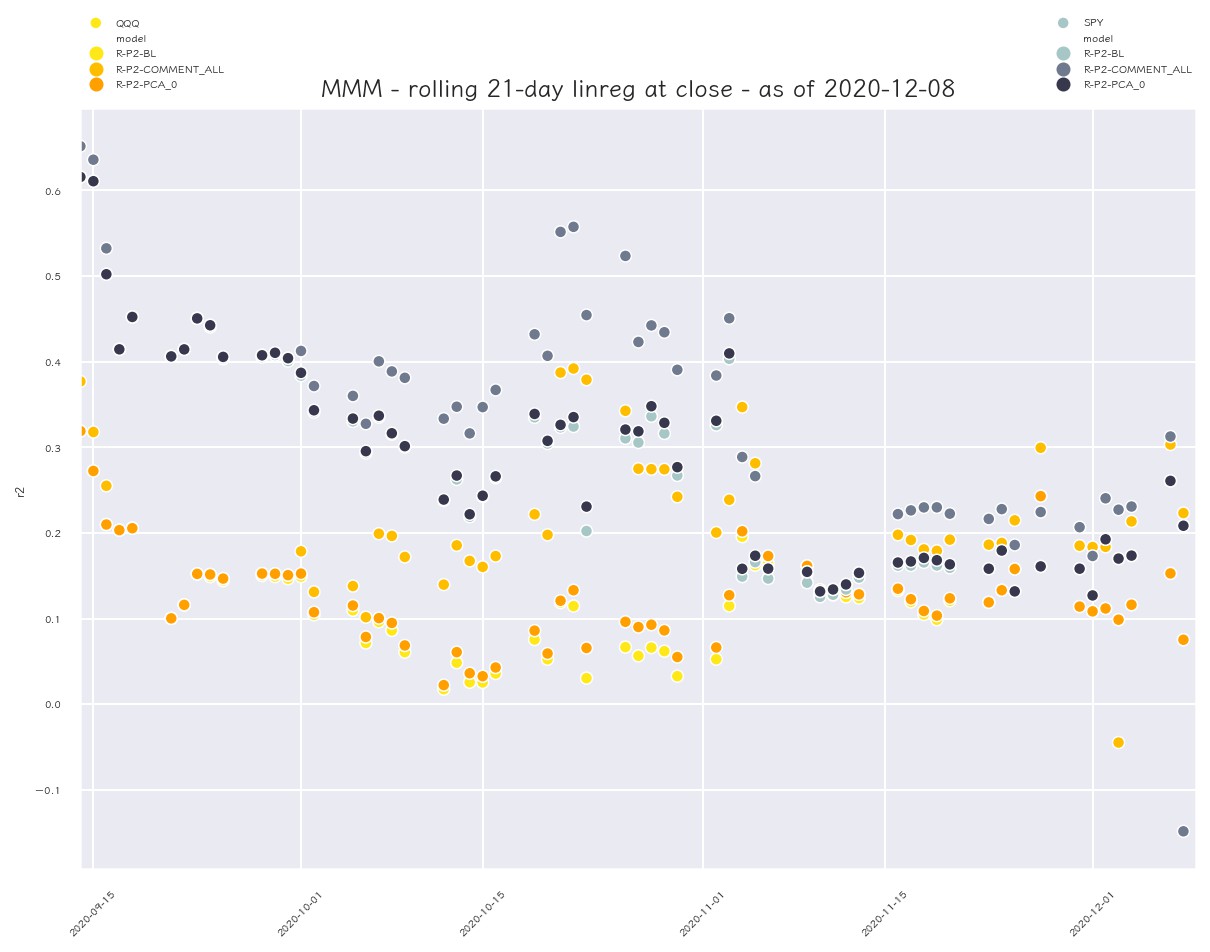 QQQ
model
R-P2-BL
R-P2-COMMENT_ALL
R-P2-PCA_0
SPY
model
R-P2-BL
R-P2-COMMENT_ALL
R-P2-PCA_0
MMM - rolling 21-day linreg at close - as of 2020-12-08
r2
0.6
0.5
0.4
0.3
0.2
0.1
0.0
−0.1
2020-09-15
2020-10-01
2020-10-15
2020-11-01
2020-11-15
2020-12-01